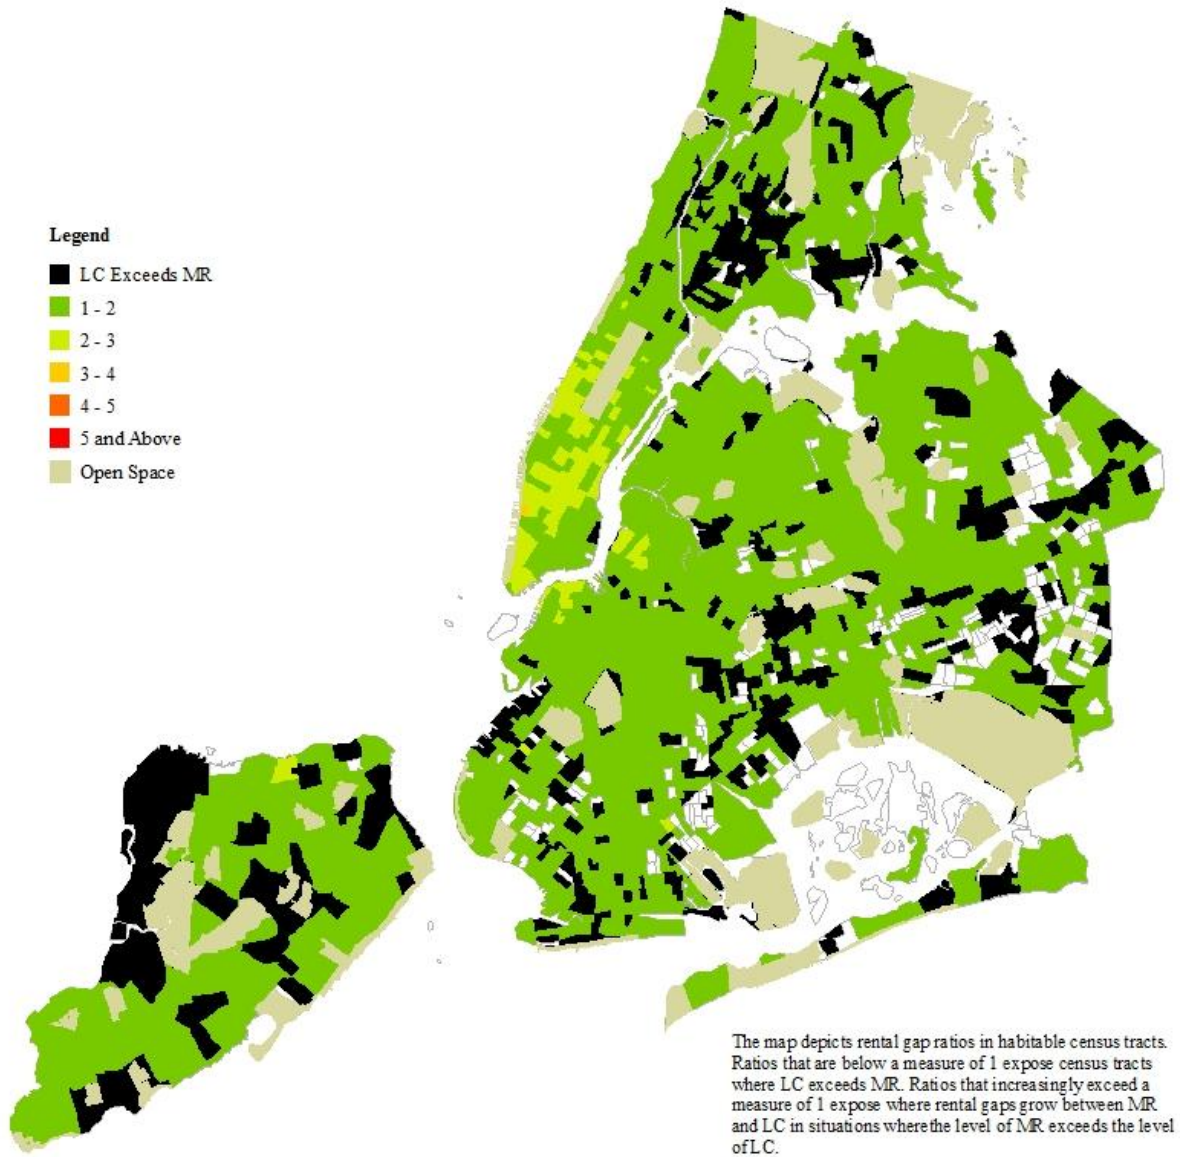 Legend
LC Exceeds MR
1 - 2
2 - 3
3 - 4
4 - 5
5 and Above
Open Space
The map depicts rental gap ratios in habitable census tracts.
Ratios that are below a measure of 1 expose census tracts
where LC exceeds MR. Ratios that increasingly exceed a
measure of 1 expose where rental gaps grow between MR
and LC in situations where the level of MR exceeds the level
of LC.